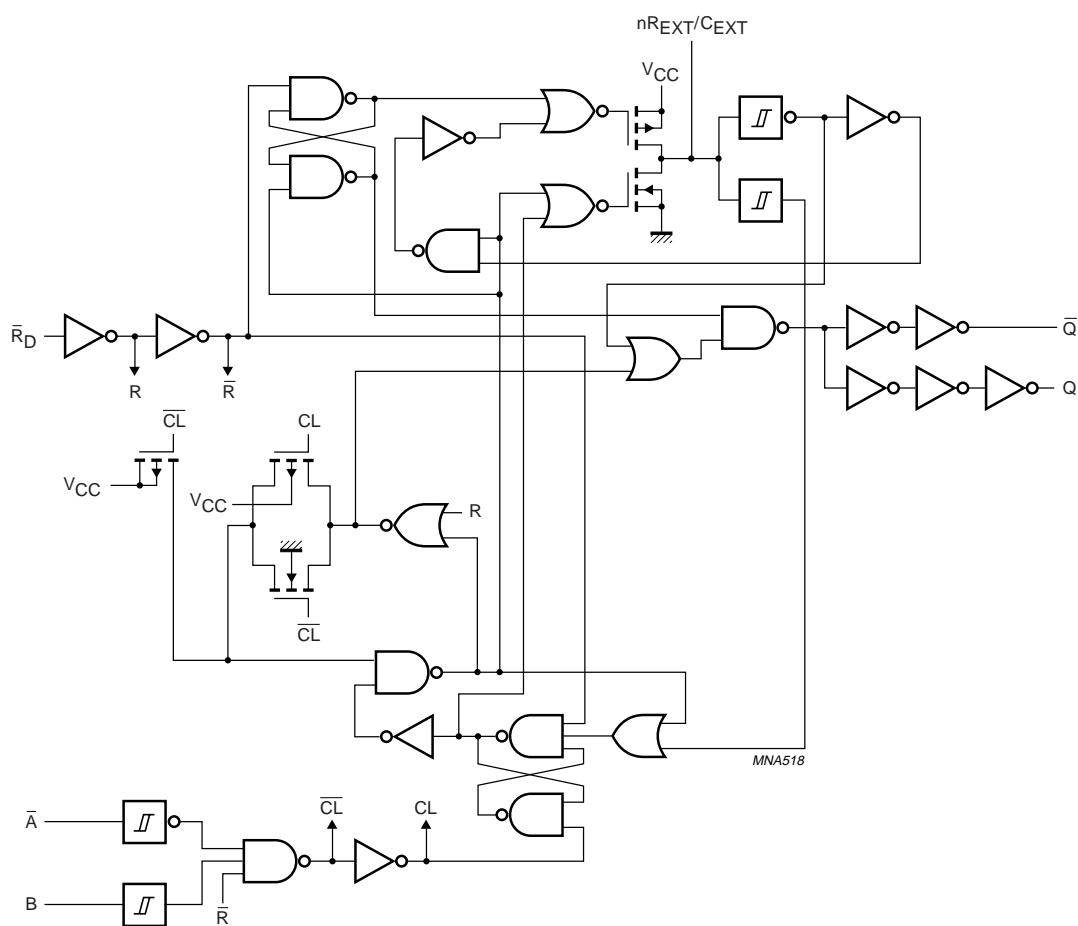 nR_EXT/C_EXT
V_CC
R̅_D
R
R̅
Q̅
Q
C̅L̅
CL
V_CC
V_CC
R
C̅L̅
MNA518
A̅
C̅L̅
CL
B
R̅